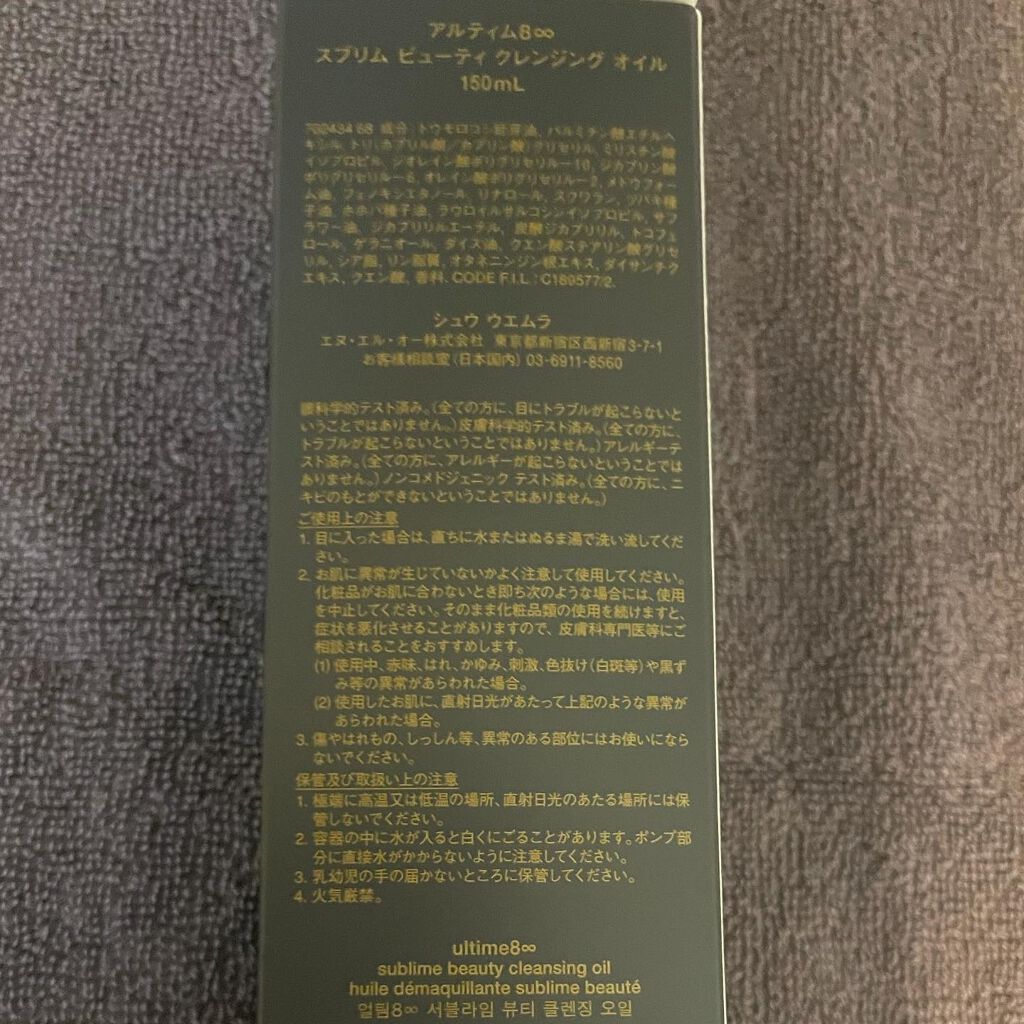 アルティム8∞
スブリム ビューティ クレンジング オイル
150mL
702434 68 成分:トウモロコシ胚芽油、パルミチン酸エチルヘ
キシル、トリ(カプリル酸/カプリン酸)グリセリル、ミリスチン酸
イソプロピル、ジオレイン酸ポリグリセリル-10、ジカプリン酸
ポリグリセリル-6、オレイン酸ポリグリセリル-2、メドウフォー
ム油、フェノキシエタノール、リナロール、スクワラン、ツバキ種
子油、ホホバ種子油、ラウロイルサルコシンイソプロピル、サフ
ラワー油、ジカプリリルエーテル、炭酸ジカプリリル、トコフェ
ロール、ゲラニオール、ダイズ油、クエン酸ステアリン酸グリセ
リル、シア脂、リン脂質、オタネニンジン根エキス、ダイサンチク
エキス、クエン酸、香料. CODE F.I.L.:C189577/2.
シュウ ウエムラ
エヌ・エル・オー株式会社 東京都新宿区西新宿3-7-1
お客様相談室(日本国内) 03-6911-8560
眼科学的テスト済み。(全ての方に、目にトラブルが起こらないと
いうことではありません。)皮膚科学的テスト済み。(全ての方に、
トラブルが起こらないということではありません。)アレルギーテ
スト済み。(全ての方に、アレルギーが起こらないということでは
ありません。)ノンコメドジェニック テスト済み。(全ての方に、ニ
キビのもとができないということではありません。)
ご使用上の注意
1. 目に入った場合は、直ちに水またはぬるま湯で洗い流してくだ
さい。
2. お肌に異常が生じていないかよく注意して使用してください。
化粧品がお肌に合わないとき即ち次のような場合には、使用
を中止してください。そのまま化粧品類の使用を続けますと、
症状を悪化させることがありますので、皮膚科専門医等にご
相談されることをおすすめします。
(1) 使用中、赤味、はれ、かゆみ、刺激、色抜け(白斑等)や黒ず
み等の異常があらわれた場合。
(2) 使用したお肌に、直射日光があたって上記のような異常が
あらわれた場合。
3. 傷やはれもの、しっしん等、異常のある部位にはお使いになら
ないでください。
保管及び取扱い上の注意
1. 極端に高温又は低温の場所、直射日光のあたる場所には保
管しないでください。
2. 容器の中に水が入ると白くにごることがあります。ポンプ部
分に直接水がかからないように注意してください。
3. 乳幼児の手の届かないところに保管してください。
4. 火気厳禁。
ultime8∞
sublime beauty cleansing oil
huile démaquillante sublime beauté
얼팀8∞ 서블라임 뷰티 클렌징 오일